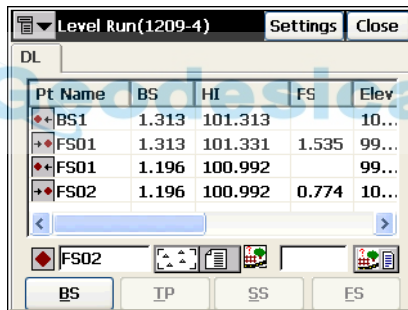 Level Run(1209-4) Settings Close
DL
Pt Name BS HI FS Elev
BS1 1.313 101.313 10...
FS01 1.313 101.331 1.535 99...
FS01 1.196 100.992 99...
FS02 1.196 100.992 0.774 10...
FS02
BS TP SS FS
Geodesical